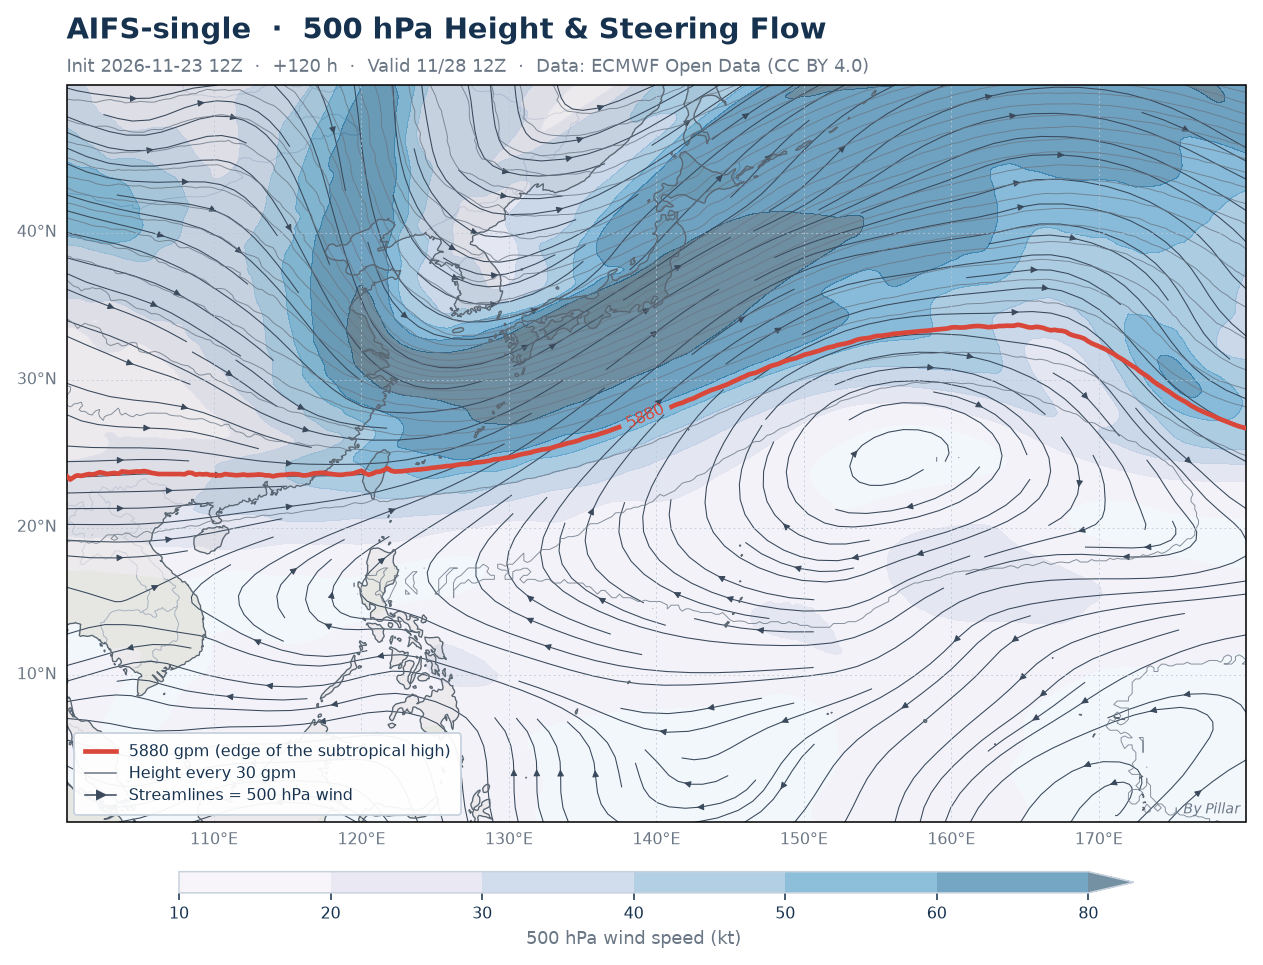 AIFS-single · 500 hPa Height & Steering Flow
Init 2026-11-23 12Z · +120 h · Valid 11/28 12Z · Data: ECMWF Open Data (CC BY 4.0)
40°N
30°N
20°N
10°N
5880
5880 gpm (edge of the subtropical high)
Height every 30 gpm
Streamlines = 500 hPa wind
By Pillar
110°E 120°E 130°E 140°E 150°E 160°E 170°E
10 20 30 40 50 60 80
500 hPa wind speed (kt)